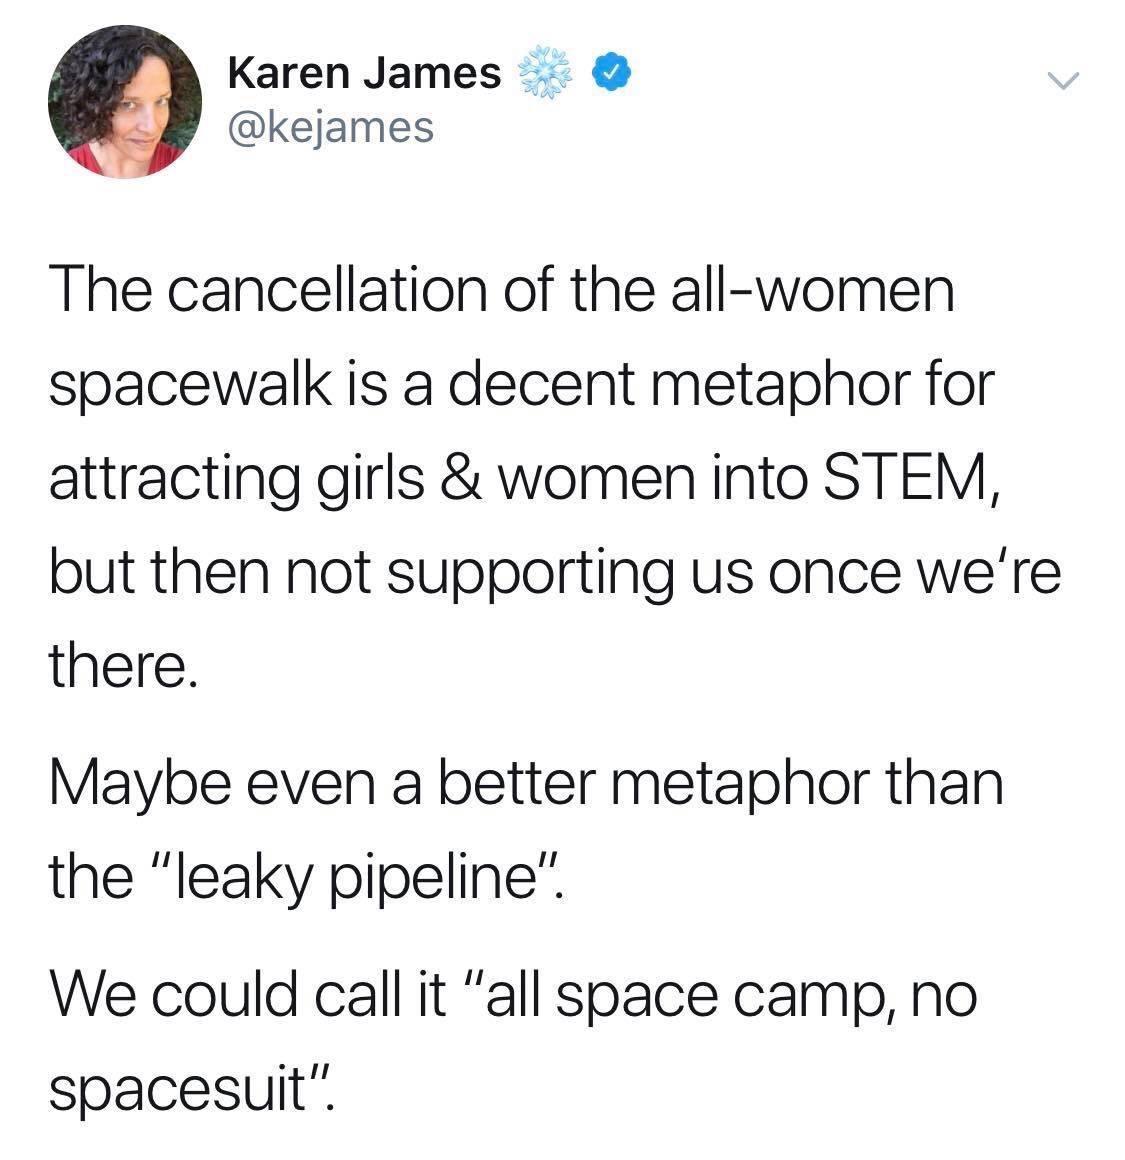 Karen James
@kejames
The cancellation of the all-women
spacewalk is a decent metaphor for
attracting girls & women into STEM,
but then not supporting us once we're
there.
Maybe even a better metaphor than
the “leaky pipeline”.
We could call it “all space camp, no
spacesuit”.